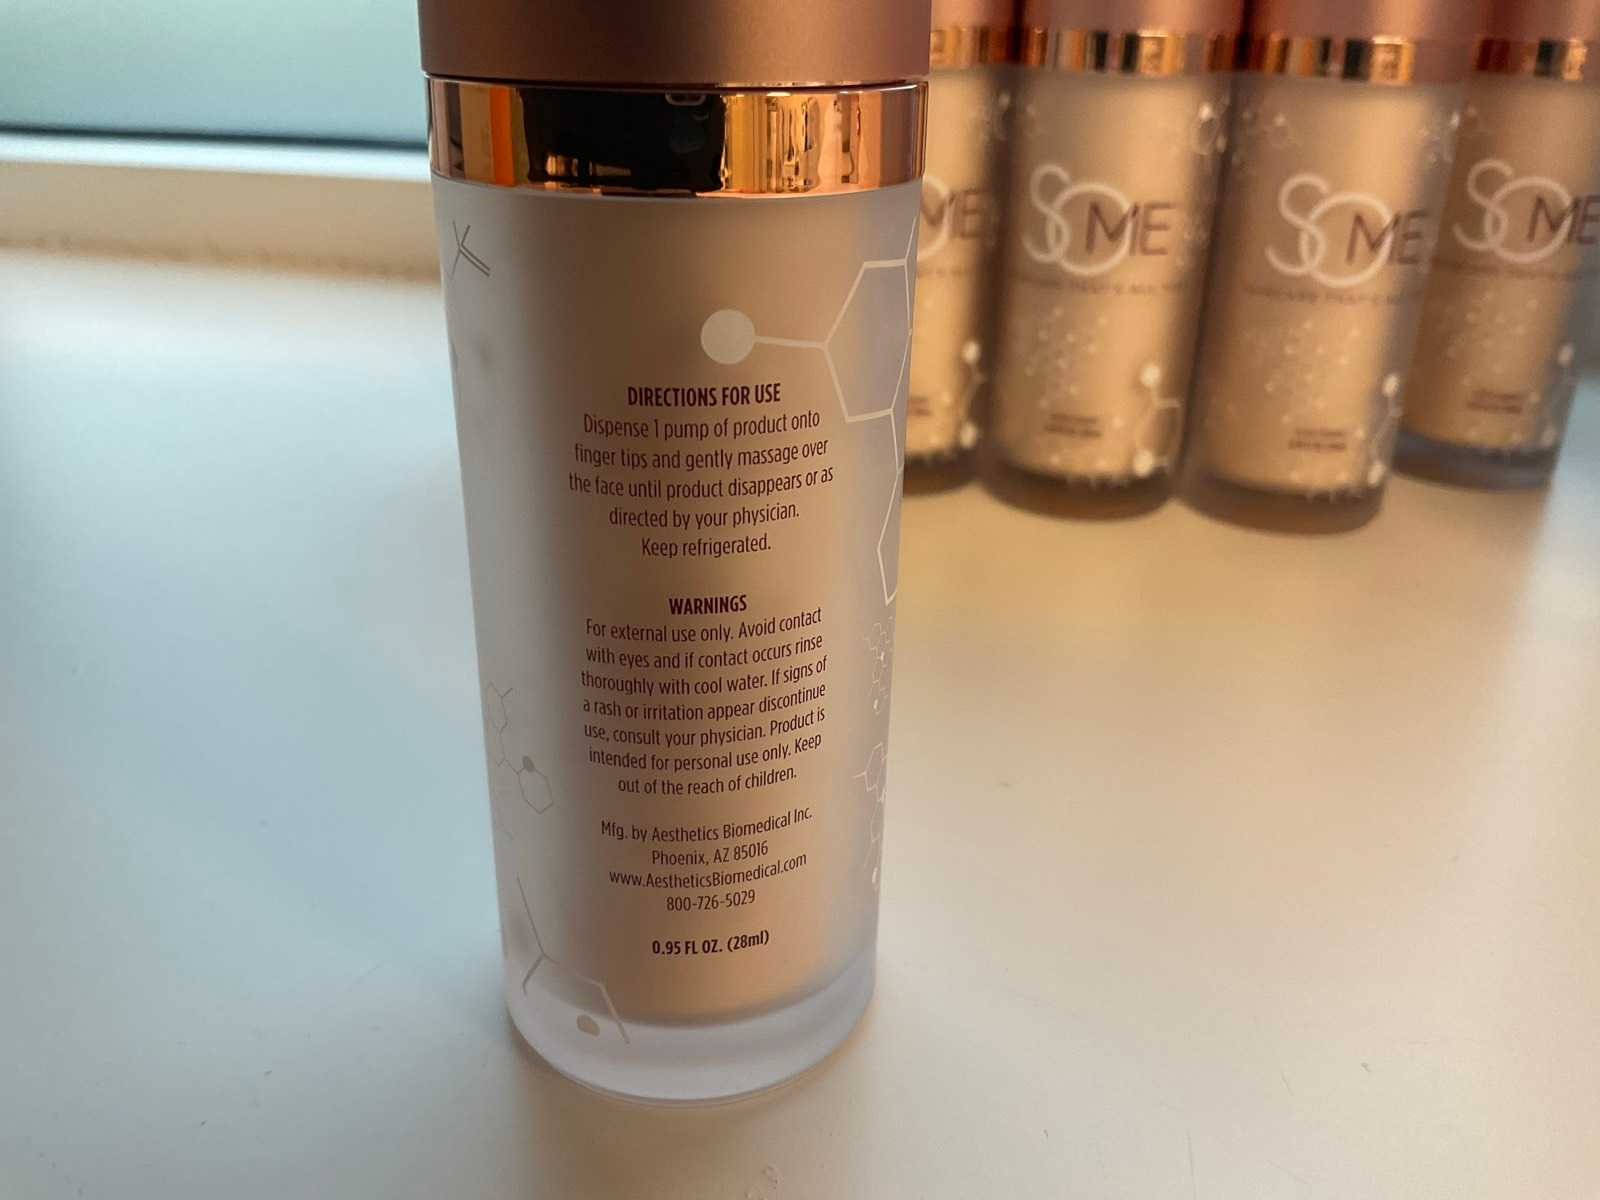 DIRECTIONS FOR USE
Dispense 1 pump of product onto
finger tips and gently massage over
the face until product disappears or as
directed by your physician.
Keep refrigerated.
WARNINGS
For external use only. Avoid contact
with eyes and if contact occurs rinse
thoroughly with cool water. If signs of
a rash or irritation appear discontinue
use, consult your physician. Product is
intended for personal use only. Keep
out of the reach of children.
Mfg. by Aesthetics Biomedical Inc.
Phoenix, AZ 85016
www.AestheticsBiomedical.com
800-726-5029
0.95 FL OZ. (28ml)
OME
SOME
SOME
SOME